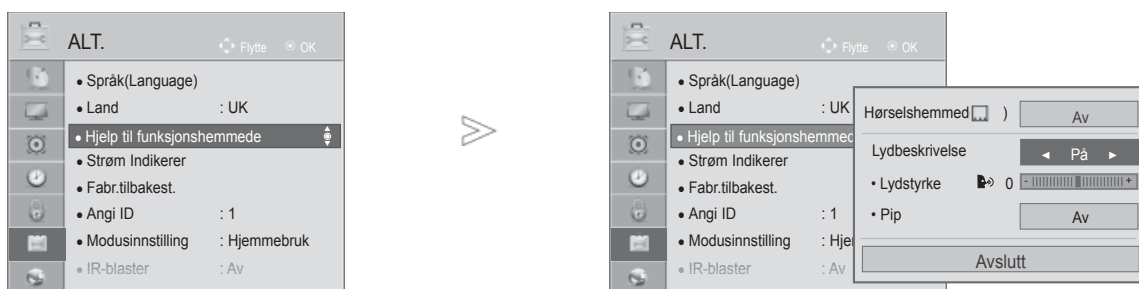 ALT.
Flytte OK
• Språk(Language)
• Land : UK
• Hjelp til funksjonshemmede
• Strøm Indikerer
• Fabr.tilbakest.
• Angi ID : 1
• Modusinnstilling : Hjemmebruk
• IR-blaster : Av
ALT.
Flytte OK
• Språk(Language)
• Land : UK
• Hjelp til funksjonshemmed
• Strøm Indikerer
• Fabr.tilbakest.
• Angi ID : 1
• Modusinnstilling : Hje
• IR-blaster : Av
Hørselshemmed ) Av
Lydbeskrivelse ◄ På ►
• Lydstyrke 0 - +
• Pip Av
Avslutt